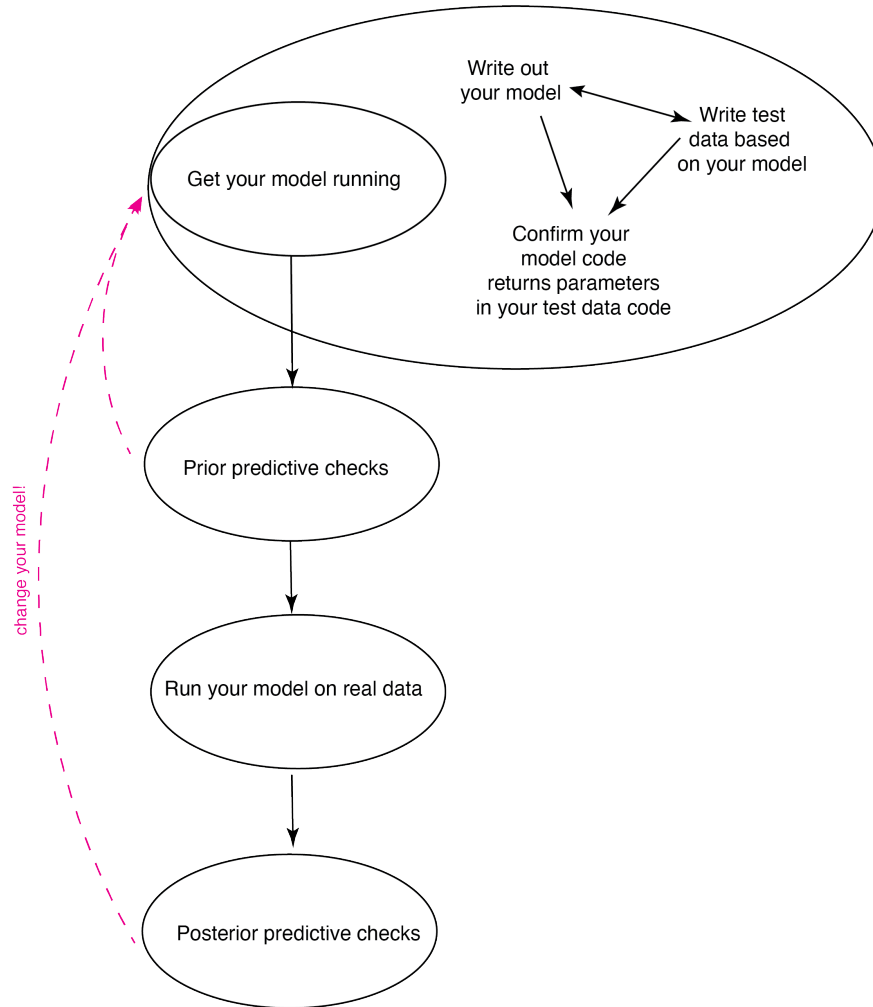 Write out
your model
Write test
data based
on your model
Get your model running
Confirm your
model code
returns parameters
in your test data code
Prior predictive checks
change your model!
Run your model on real data
Posterior predictive checks